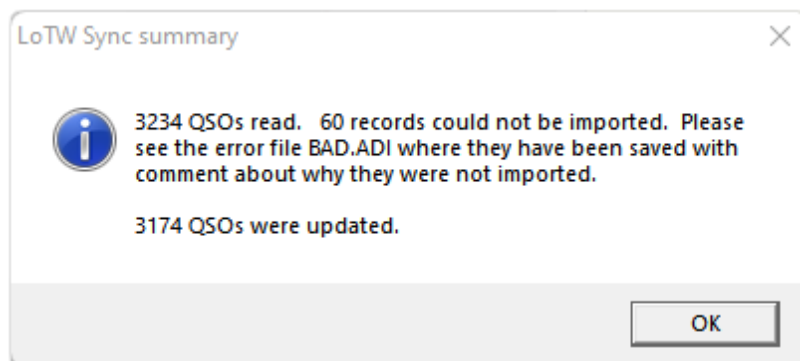 LoTW Sync summary
3234 QSOs read.   60 records could not be imported.  Please
see the error file BAD.ADI where they have been saved with
comment about why they were not imported.
3174 QSOs were updated.
OK